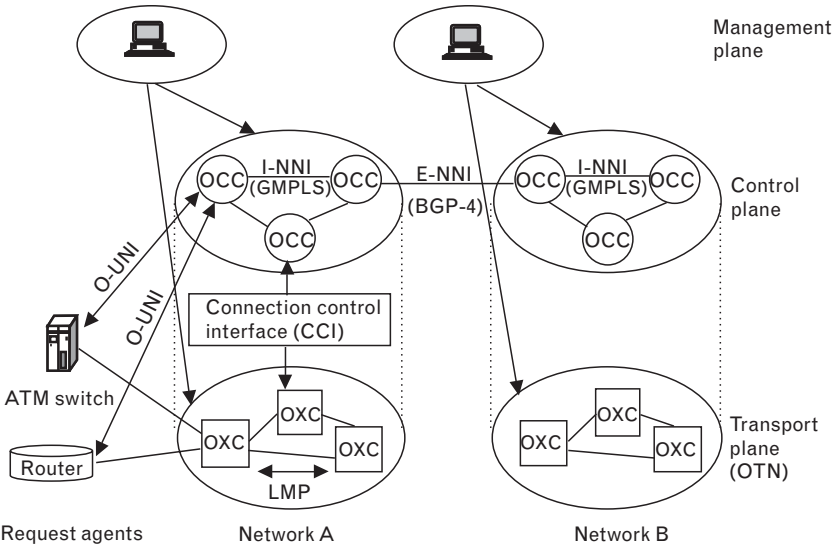 Management
plane
I-NNI
(GMPLS)
OCC
OCC
OCC
E-NNI
(BGP-4)
I-NNI
(GMPLS)
OCC
OCC
OCC
Control
plane
O-UNI
O-UNI
Connection control
interface (CCI)
ATM switch
Router
OXC
OXC
OXC
LMP
OXC
OXC
OXC
Transport
plane
(OTN)
Request agents
Network A
Network B